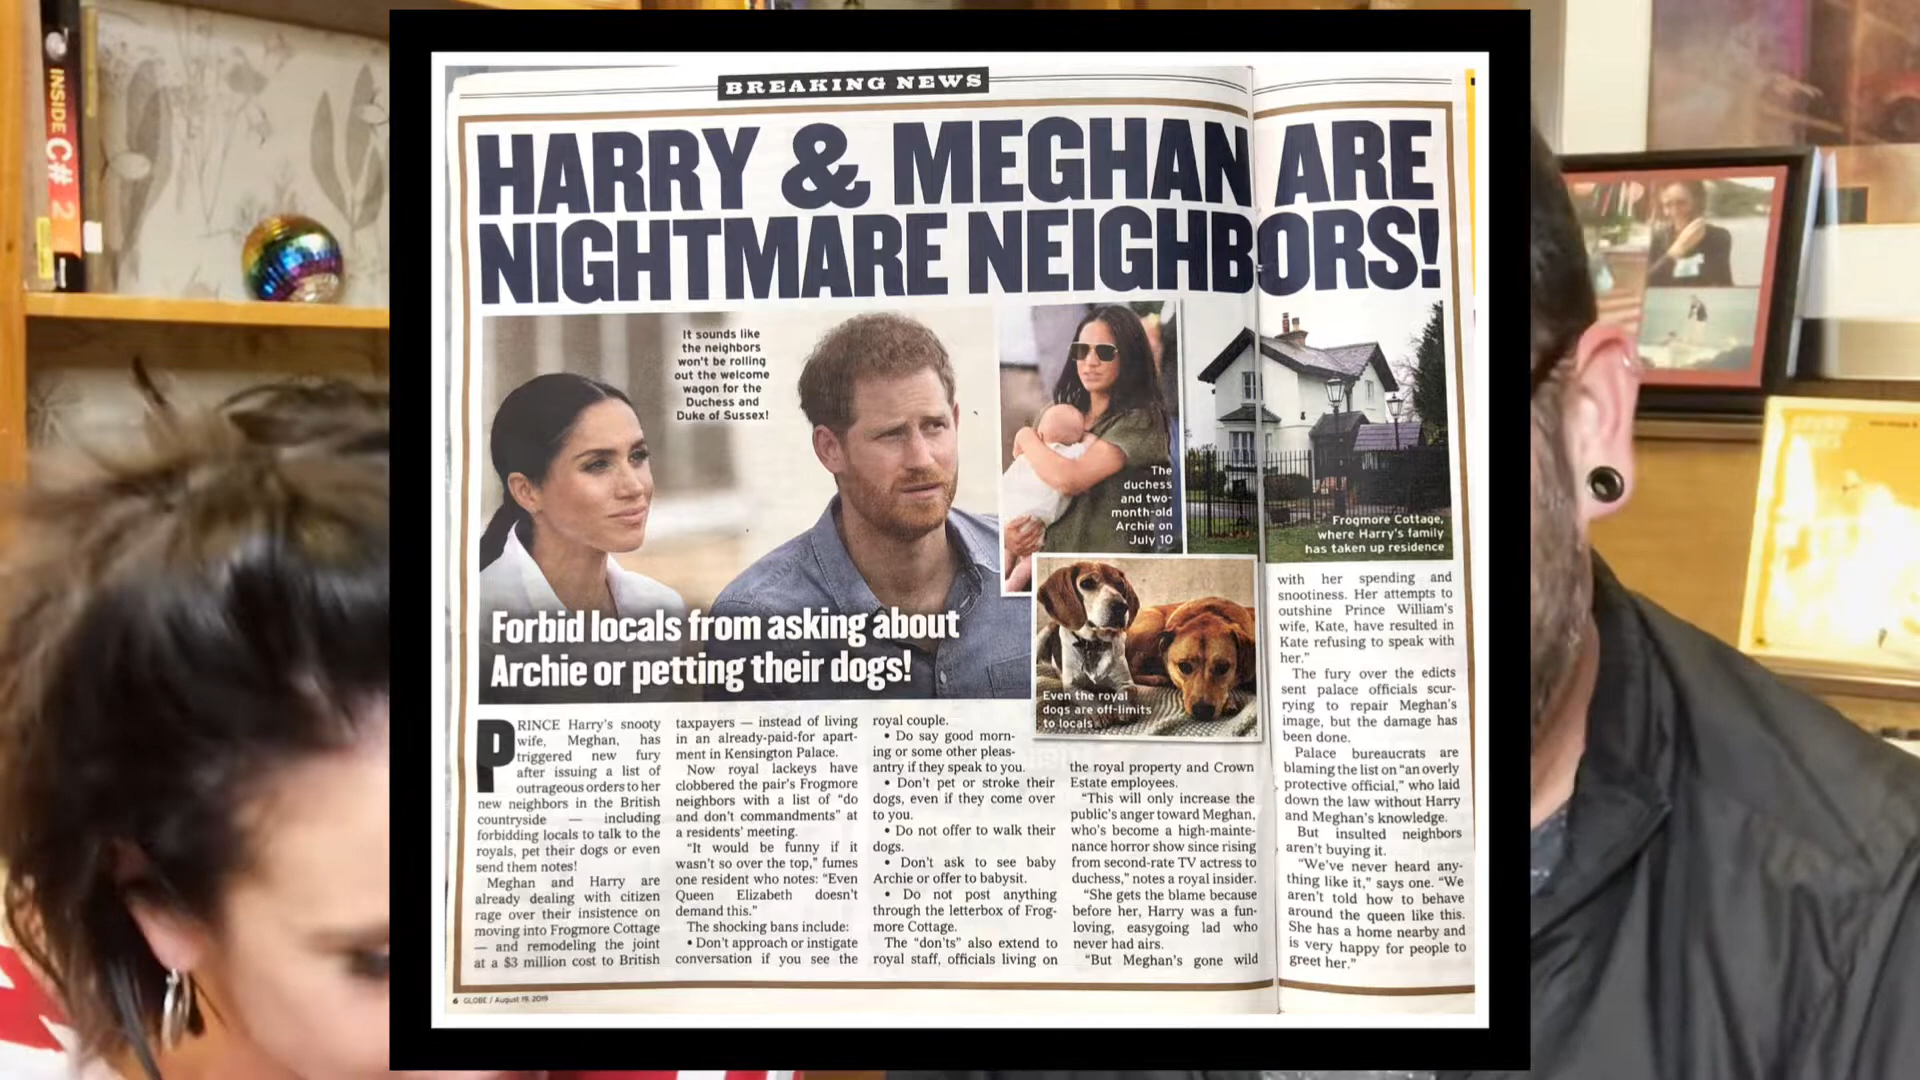 INSIDE C# 2
BREAKING NEWS
HARRY & MEGHAN ARE
NIGHTMARE NEIGHBORS!
It sounds like
the neighbors
won't be rolling
out the welcome
wagon for the
Duchess and
Duke of Sussex!
The
duchess
and two-
month-old
Archie on
July 10
Frogmore Cottage,
where Harry's family
has taken up residence
Forbid locals from asking about
Archie or petting their dogs!
Even the royal
dogs are off-limits
to locals
PRINCE Harry's snooty
wife, Meghan, has
triggered new fury
after issuing a list of
outrageous orders to her
new neighbors in the British
countryside — including
forbidding locals to talk to the
royals, pet their dogs or even
send them notes!
Meghan and Harry are
already dealing with citizen
rage over their insistence on
moving into Frogmore Cottage
— and remodeling the joint
at a $3 million cost to British
taxpayers — instead of living
in an already-paid-for apart-
ment in Kensington Palace.
Now royal lackeys have
clobbered the pair's Frogmore
neighbors with a list of "do
and don't commandments" at
a residents' meeting.
"It would be funny if it
wasn't so over the top," fumes
one resident who notes: "Even
Queen Elizabeth doesn't
demand this."
The shocking bans include:
• Don't approach or instigate
conversation if you see the
royal couple.
• Do say good morn-
ing or some other pleas-
antry if they speak to you.
• Don't pet or stroke their
dogs, even if they come over
to you.
• Do not offer to walk their
dogs.
• Don't ask to see baby
Archie or offer to babysit.
• Do not post anything
through the letterbox of Frog-
more Cottage.
The "don'ts" also extend to
royal staff, officials living on
the royal property and Crown
Estate employees.
"This will only increase the
public's anger toward Meghan,
who's become a high-mainte-
nance horror show since rising
from second-rate TV actress to
duchess," notes a royal insider.
"She gets the blame because
before her, Harry was a fun-
loving, easygoing lad who
never had airs.
"But Meghan's gone wild
with her spending and
snootiness. Her attempts to
outshine Prince William's
wife, Kate, have resulted in
Kate refusing to speak with
her."
The fury over the edicts
sent palace officials scur-
rying to repair Meghan's
image, but the damage has
been done.
Palace bureaucrats are
blaming the list on "an overly
protective official," who laid
down the law without Harry
and Meghan's knowledge.
But insulted neighbors
aren't buying it.
"We've never heard any-
thing like it," says one. "We
aren't told how to behave
around the queen like this.
She has a home nearby and
is very happy for people to
greet her."
6 GLOBE / August 19, 2019